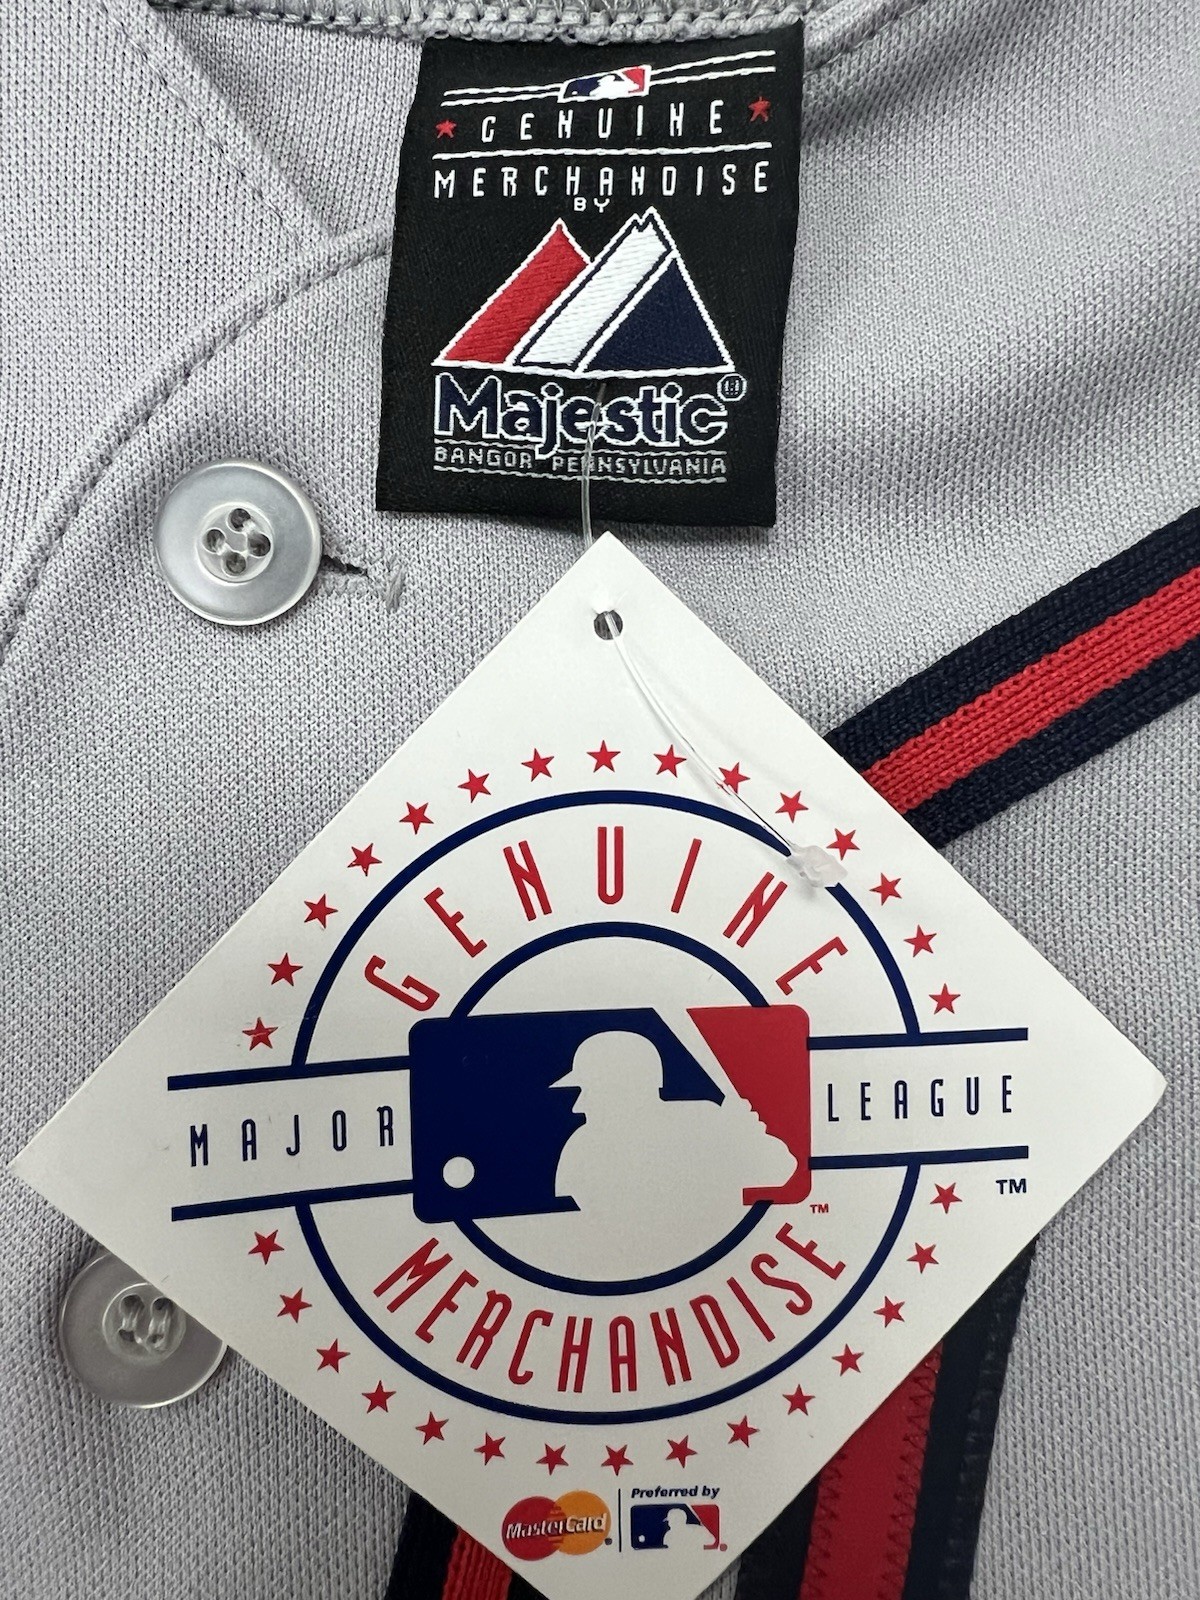 GENUINE
MERCHANDISE
BY
Majestic®
BANGOR PENNSYLVANIA
GENUINE
MAJOR LEAGUE
™
™
MERCHANDISE
MasterCard®
Preferred by
®